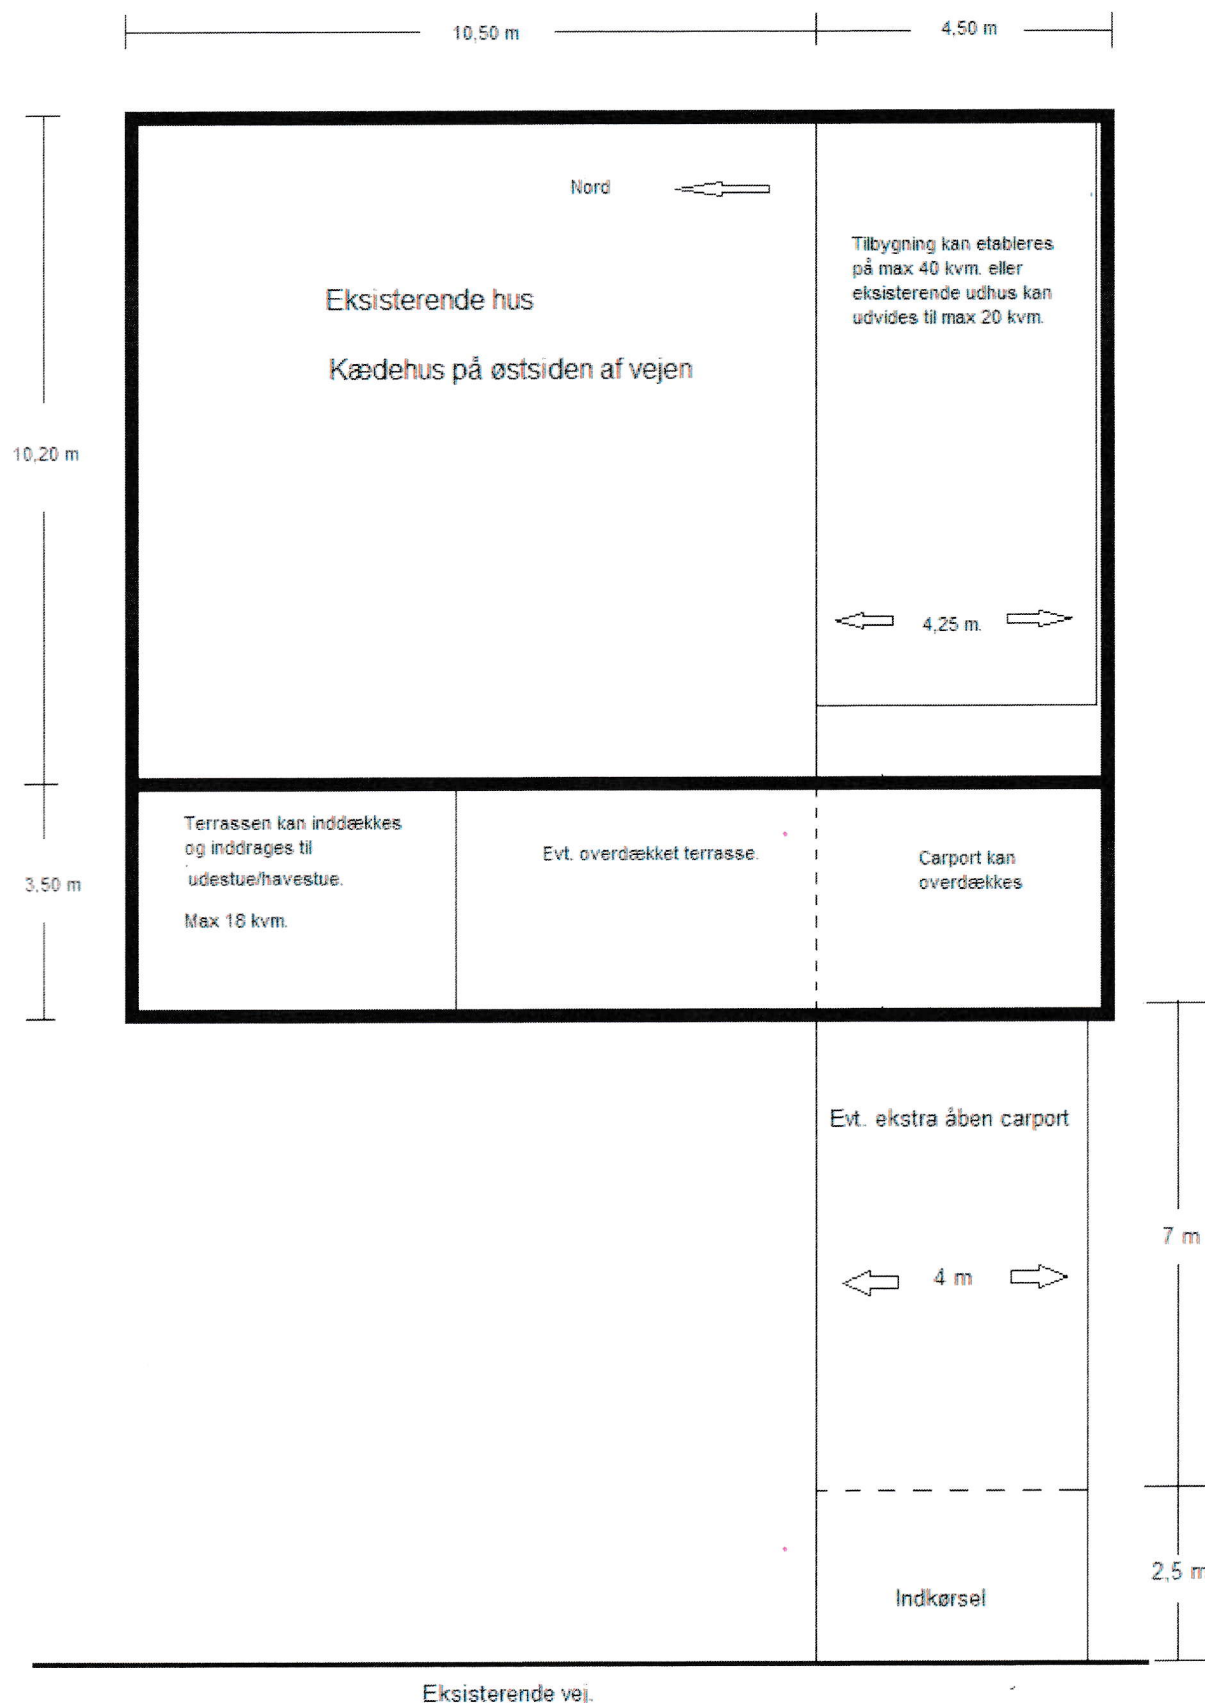 10,50 m
4,50 m
Nord
Tilbygning kan etableres
på max 40 kvm. eller
eksisterende udhus kan
udvides til max 20 kvm.
Eksisterende hus
Kædehus på østsiden af vejen
10,20 m
4,25 m.
Terrassen kan inddækkes
og inddrages til
udestue/havestue.
Max 18 kvm.
Evt. overdækket terrasse.
Carport kan
overdækkes
3,50 m
Evt. ekstra åben carport
7 m
4 m
2,5 m
Indkørsel
Eksisterende vej.